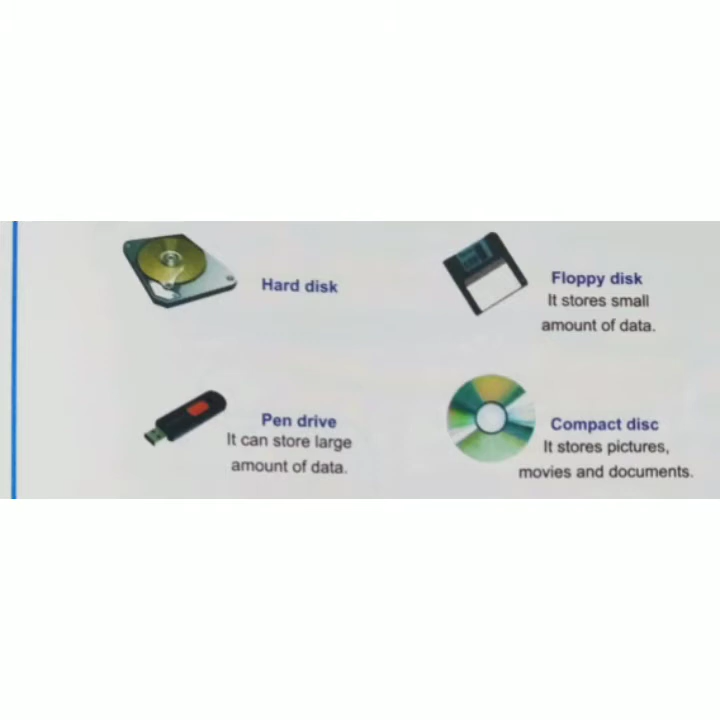 Hard disk
Floppy disk
It stores small
amount of data.
Pen drive
It can store large
amount of data.
Compact disc
It stores pictures,
movies and documents.